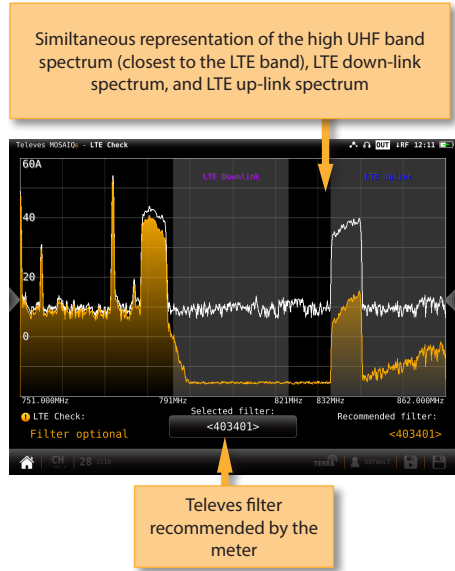 Similtaneous representation of the high UHF band
spectrum (closest to the LTE band), LTE down-link
spectrum, and LTE up-link spectrum
Televes MOSAIQ6 - LTE Check
OUT ↓RF 12:11
60A
LTE Downlink
LTE Uplink
40
20
0
751.000MHz 791MHz 821MHz 832MHz 862.000MHz
LTE Check:
Selected filter:
Recommended filter:
Filter optional
<403401>
<403401>
CH
28 CCIR
TERR
DEFAULT
Televes filter
recommended by the
meter